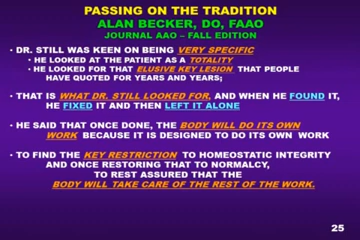 PASSING ON THE TRADITION
ALAN BECKER, DO, FAAO
JOURNAL AAO – FALL EDITION
• DR. STILL WAS KEEN ON BEING VERY SPECIFIC
• HE LOOKED AT THE PATIENT AS A TOTALITY
• HE LOOKED FOR THAT ELUSIVE KEY LESION THAT PEOPLE
HAVE QUOTED FOR YEARS AND YEARS;
• THAT IS WHAT DR. STILL LOOKED FOR, AND WHEN HE FOUND IT,
HE FIXED IT AND THEN LEFT IT ALONE
• HE SAID THAT ONCE DONE, THE BODY WILL DO ITS OWN
WORK BECAUSE IT IS DESIGNED TO DO ITS OWN WORK
• TO FIND THE KEY RESTRICTION TO HOMEOSTATIC INTEGRITY
AND ONCE RESTORING THAT TO NORMALCY,
TO REST ASSURED THAT THE
BODY WILL TAKE CARE OF THE REST OF THE WORK.
25